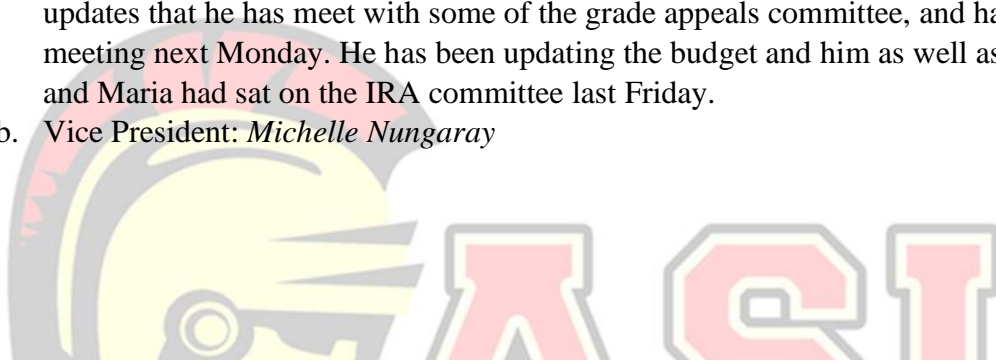 updates that he has meet with some of the grade appeals committee, and ha
meeting next Monday. He has been updating the budget and him as well as
and Maria had sat on the IRA committee last Friday.
b. Vice President: Michelle Nungaray
ASI